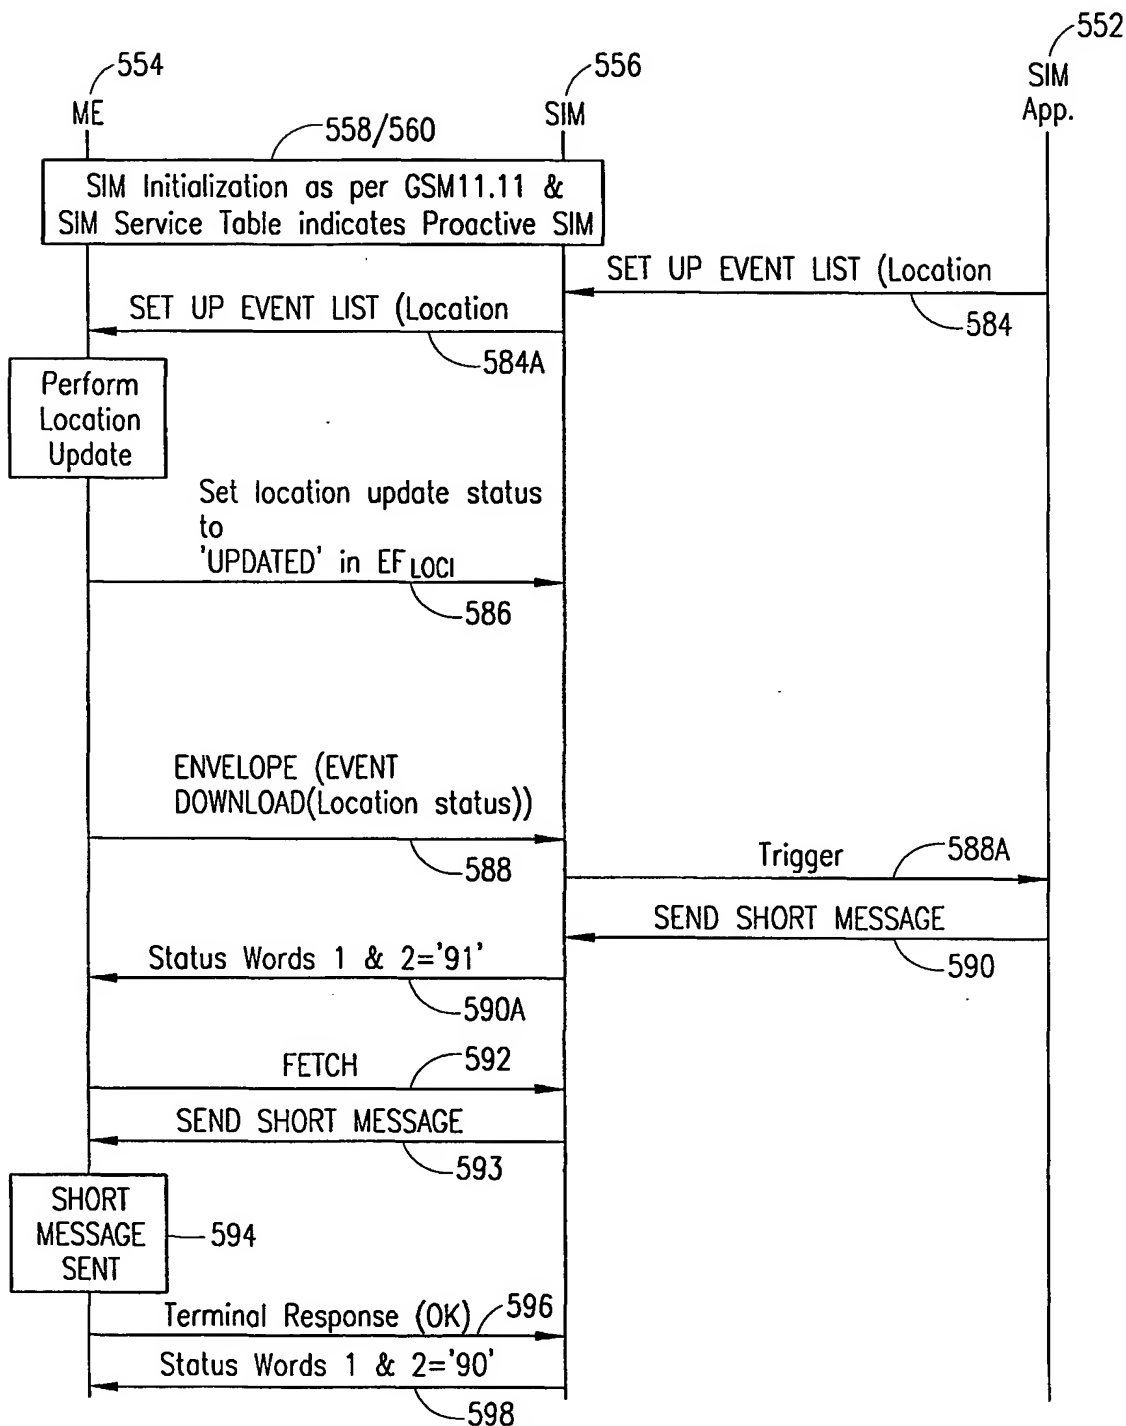 552
554
556
SIM
App.
ME
SIM
558/560
SIM Initialization as per GSM11.11 &
SIM Service Table indicates Proactive SIM
SET UP EVENT LIST (Location
584
SET UP EVENT LIST (Location
584A
Perform
Location
Update
Set location update status
to
'UPDATED' in EF LOCI
586
ENVELOPE (EVENT
DOWNLOAD(Location status))
588
Trigger
588A
SEND SHORT MESSAGE
590
Status Words 1 & 2='91'
590A
FETCH
592
SEND SHORT MESSAGE
593
SHORT
MESSAGE
SENT
594
Terminal Response (OK)
596
Status Words 1 & 2='90'
598